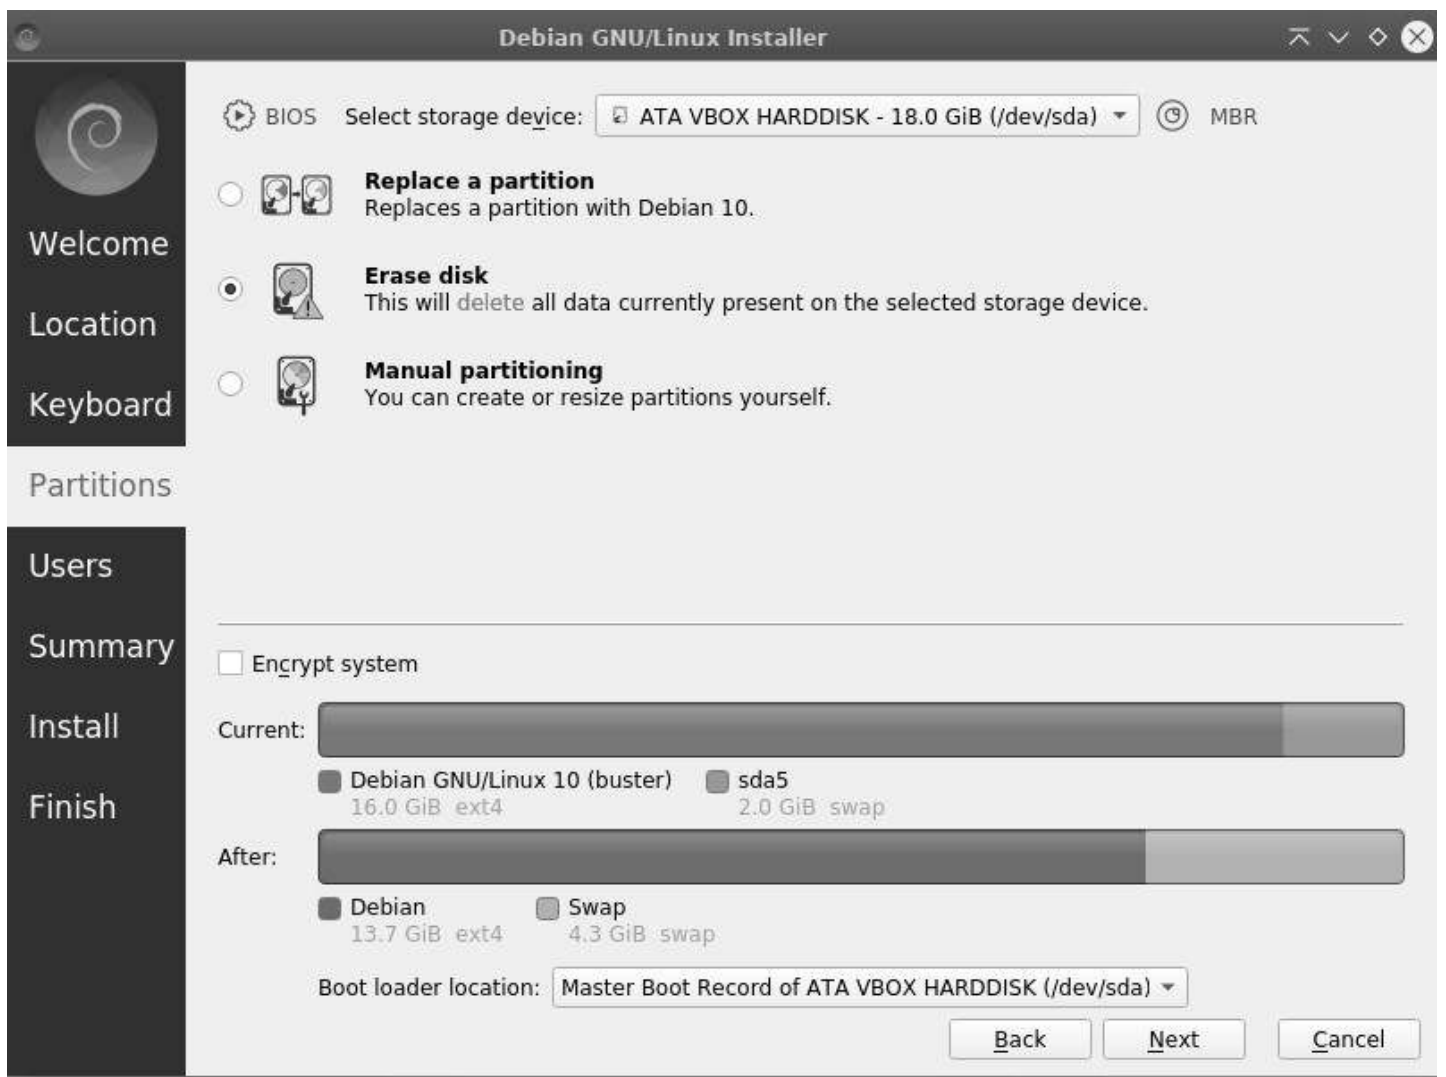 Debian GNU/Linux Installer
BIOS Select storage device: ATA VBOX HARDDISK - 18.0 GiB (/dev/sda) MBR
Replace a partition
Replaces a partition with Debian 10.
Welcome
Erase disk
This will delete all data currently present on the selected storage device.
Location
Manual partitioning
You can create or resize partitions yourself.
Keyboard
Partitions
Users
Summary
Install
Finish
Encrypt system
Current:
Debian GNU/Linux 10 (buster) sda5
16.0 GiB ext4 2.0 GiB swap
After:
Debian Swap
13.7 GiB ext4 4.3 GiB swap
Boot loader location: Master Boot Record of ATA VBOX HARDDISK (/dev/sda)
Back Next Cancel